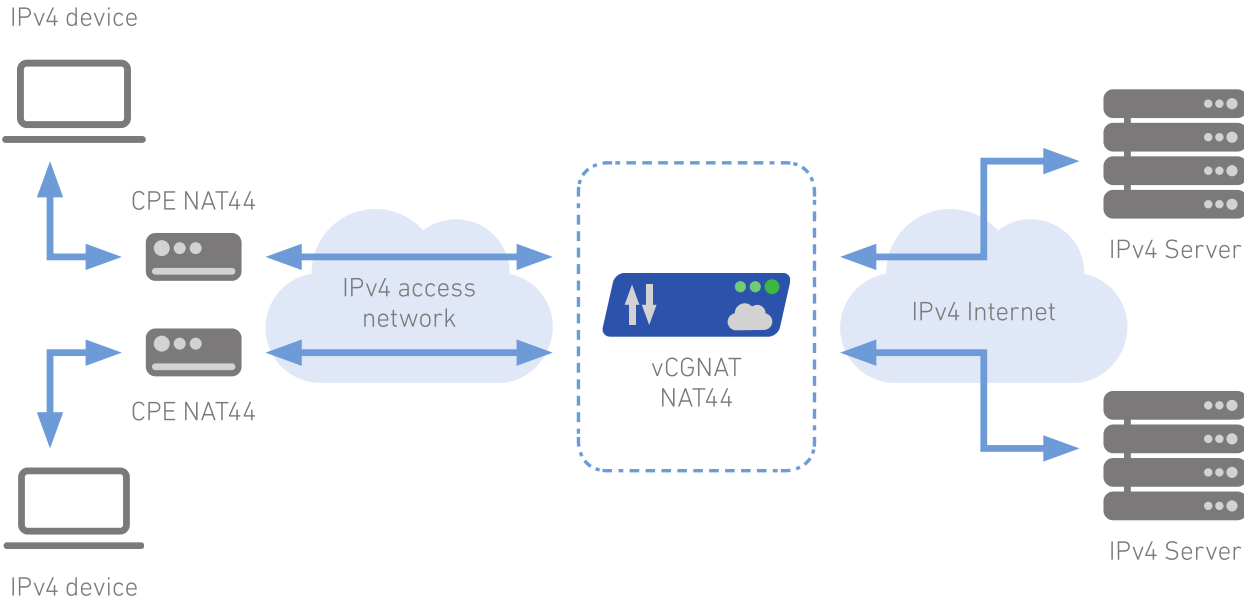 IPv4 device
CPE NAT44
IPv4 access
network
CPE NAT44
IPv4 device
vCGNAT
NAT44
IPv4 Internet
IPv4 Server
IPv4 Server